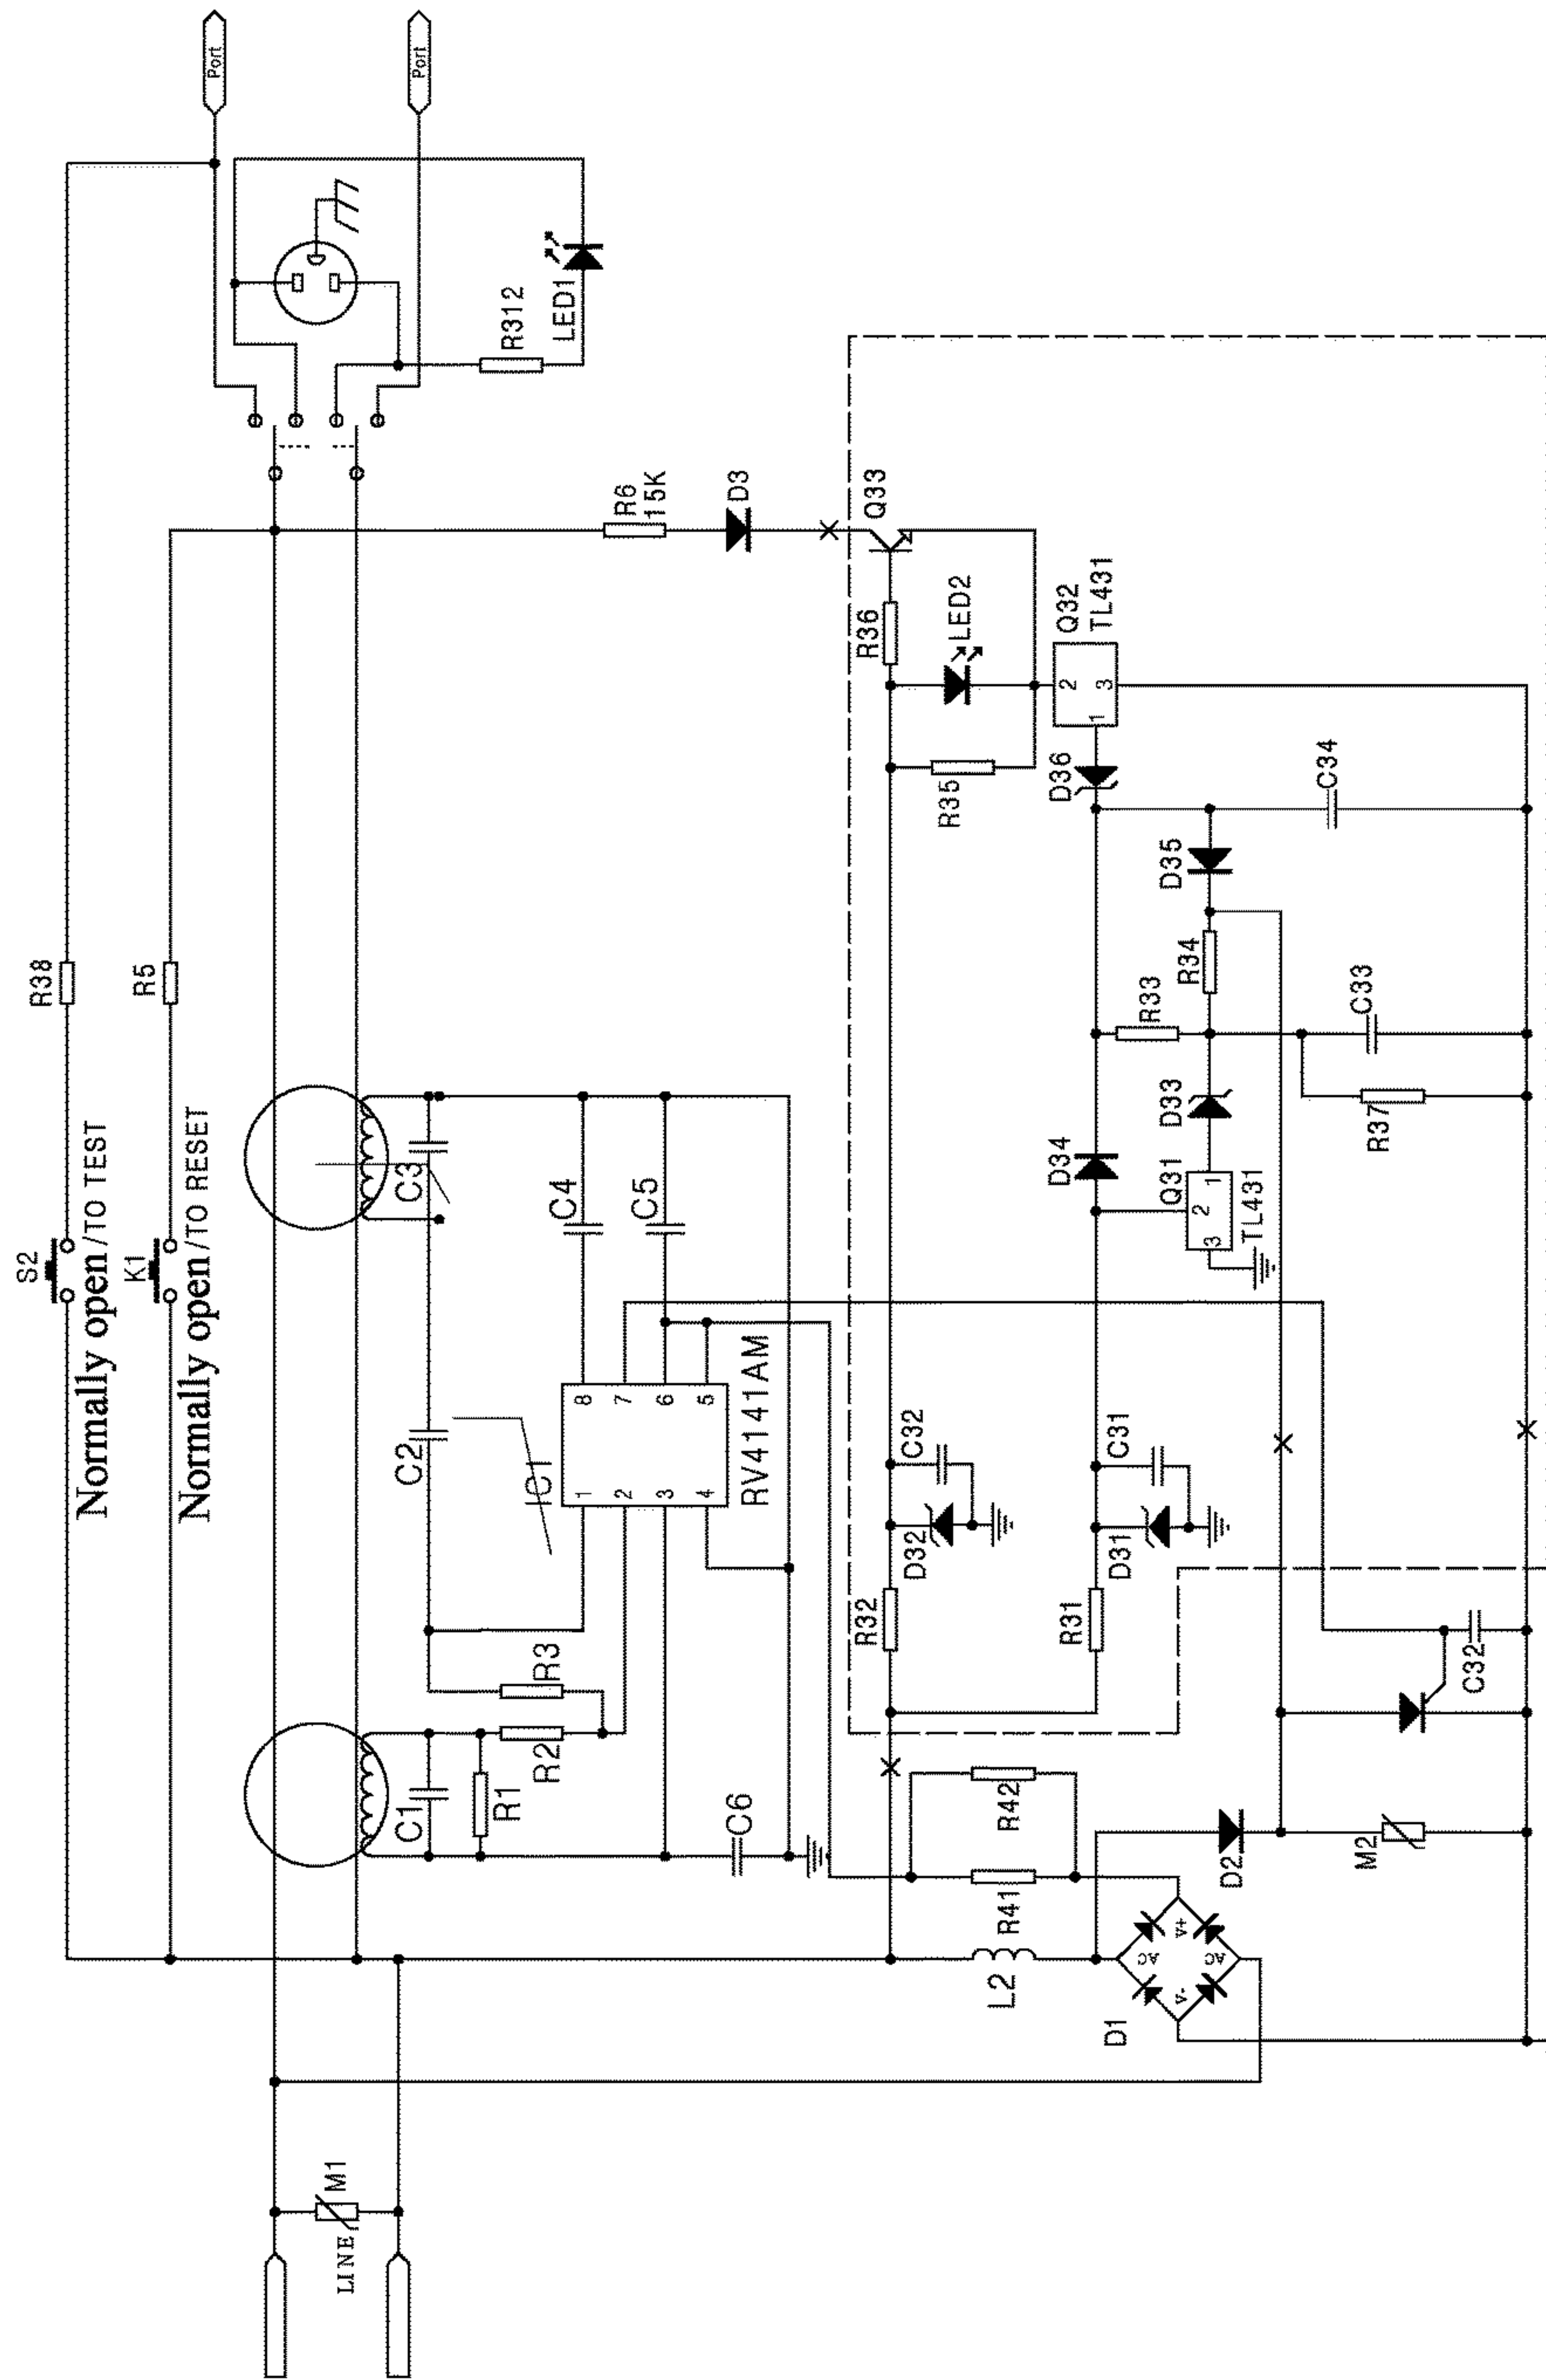 S2
Normally open /TO TEST
R38
Port
K1
Normally open /TO RESET
R5
Port
LINE
M1
C1
R1
R2
R3
C2
C3
IC1
1
2
3
4
8
7
6
5
RV4141AM
C4
C5
C6
R312
LED1
R6
15K
D3
Q33
R36
LED2
R35
Q32
TL431
2
3
1
D36
C34
D35
R34
R33
C33
R37
D33
D34
Q31
3
2
1
TL431
C32
D32
R32
C31
D31
R31
R42
R41
L2
D1
AC
V+
AC
V-
D2
M2
C32